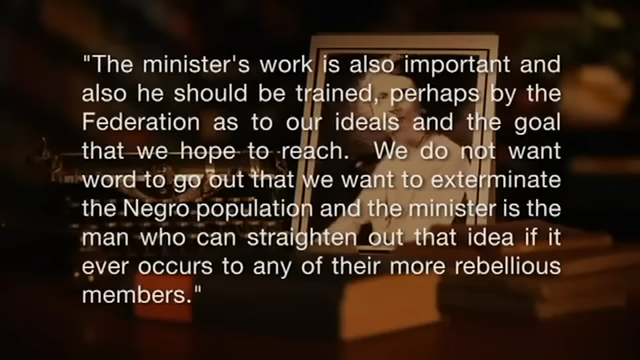 "The minister's work is also important and
also he should be trained, perhaps by the
Federation as to our ideals and the goal
that we hope to reach. We do not want
word to go out that we want to exterminate
the Negro population and the minister is the
man who can straighten out that idea if it
ever occurs to any of their more rebellious
members."